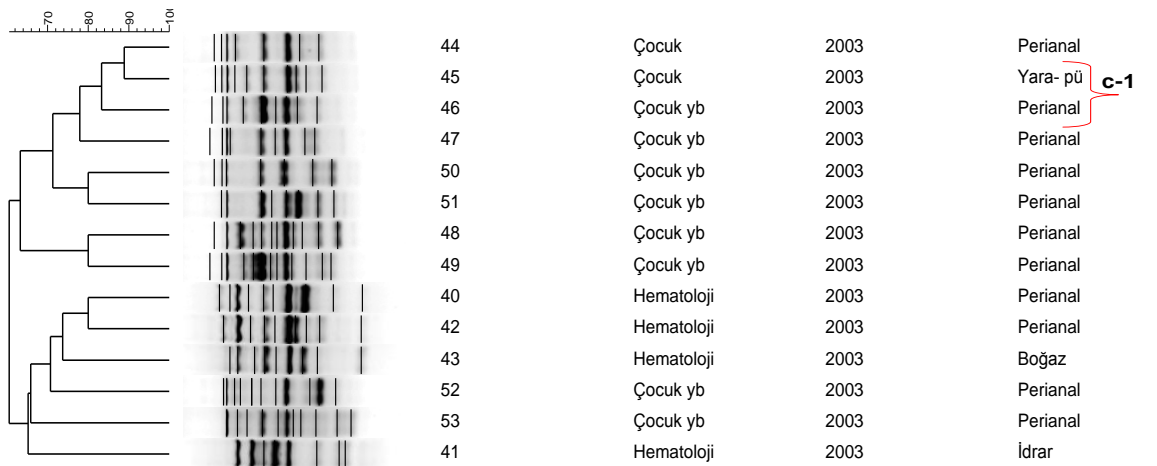 70 80 90 10
44 Çocuk 2003 Perianal
45 Çocuk 2003 Yara- pü
c-1
46 Çocuk yb 2003 Perianal
47 Çocuk yb 2003 Perianal
50 Çocuk yb 2003 Perianal
51 Çocuk yb 2003 Perianal
48 Çocuk yb 2003 Perianal
49 Çocuk yb 2003 Perianal
40 Hematoloji 2003 Perianal
42 Hematoloji 2003 Perianal
43 Hematoloji 2003 Boğaz
52 Çocuk yb 2003 Perianal
53 Çocuk yb 2003 Perianal
41 Hematoloji 2003 İdrar